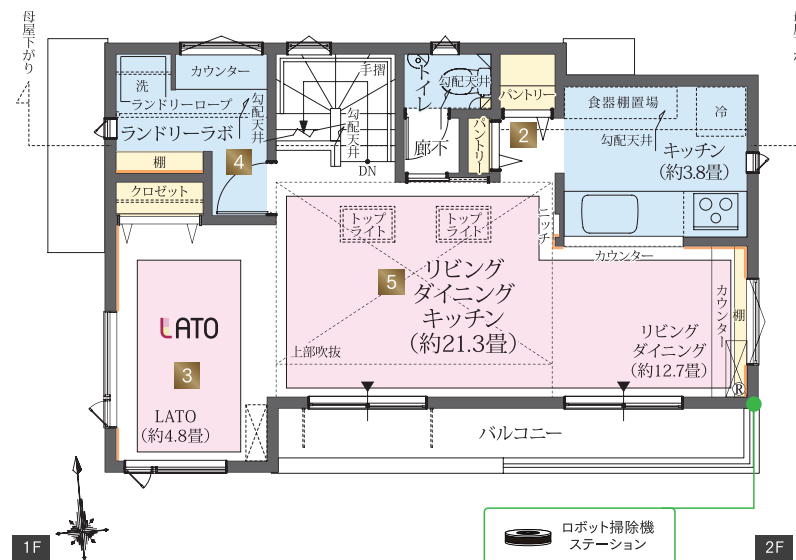 母屋下がり
母屋下がり
洗
カウンター
ランドリーロープ
勾配天井
ランドリーラボ
棚
4
クロゼット
手摺
勾配天井
DN
トイレ
勾配天井
廊下
パントリー
パントリー
2
食器棚置場
冷
勾配天井
キッチン
(約3.8畳)
ニッチ
カウンター
トップ
ライト
トップ
ライト
5
リビング
ダイニング
キッチン
(約21.3畳)
上部吹抜
リビング
ダイニング
(約12.7畳)
カウンター
棚
R
LATO
3
LATO
(約4.8畳)
バルコニー
ロボット掃除機
ステーション
1F
2F